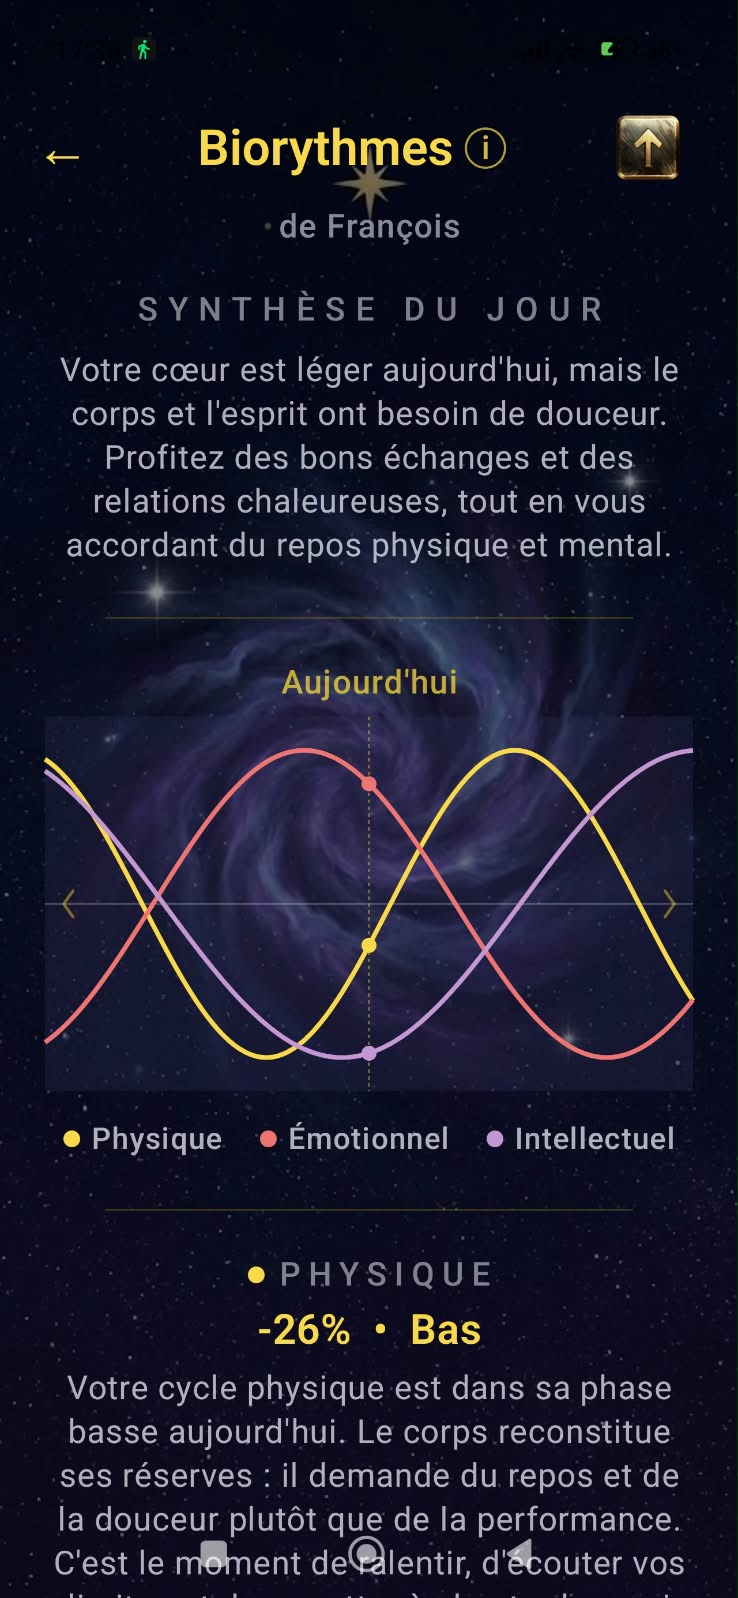 Biorythmes ⓘ
de François
SYNTHÈSE DU JOUR
Votre cœur est léger aujourd'hui, mais le
corps et l'esprit ont besoin de douceur.
Profitez des bons échanges et des
relations chaleureuses, tout en vous
accordant du repos physique et mental.
Aujourd'hui
Physique Émotionnel Intellectuel
PHYSIQUE
-26% • Bas
Votre cycle physique est dans sa phase
basse aujourd'hui. Le corps reconstitue
ses réserves : il demande du repos et de
la douceur plutôt que de la performance.
C'est le moment de ralentir, d'écouter vos